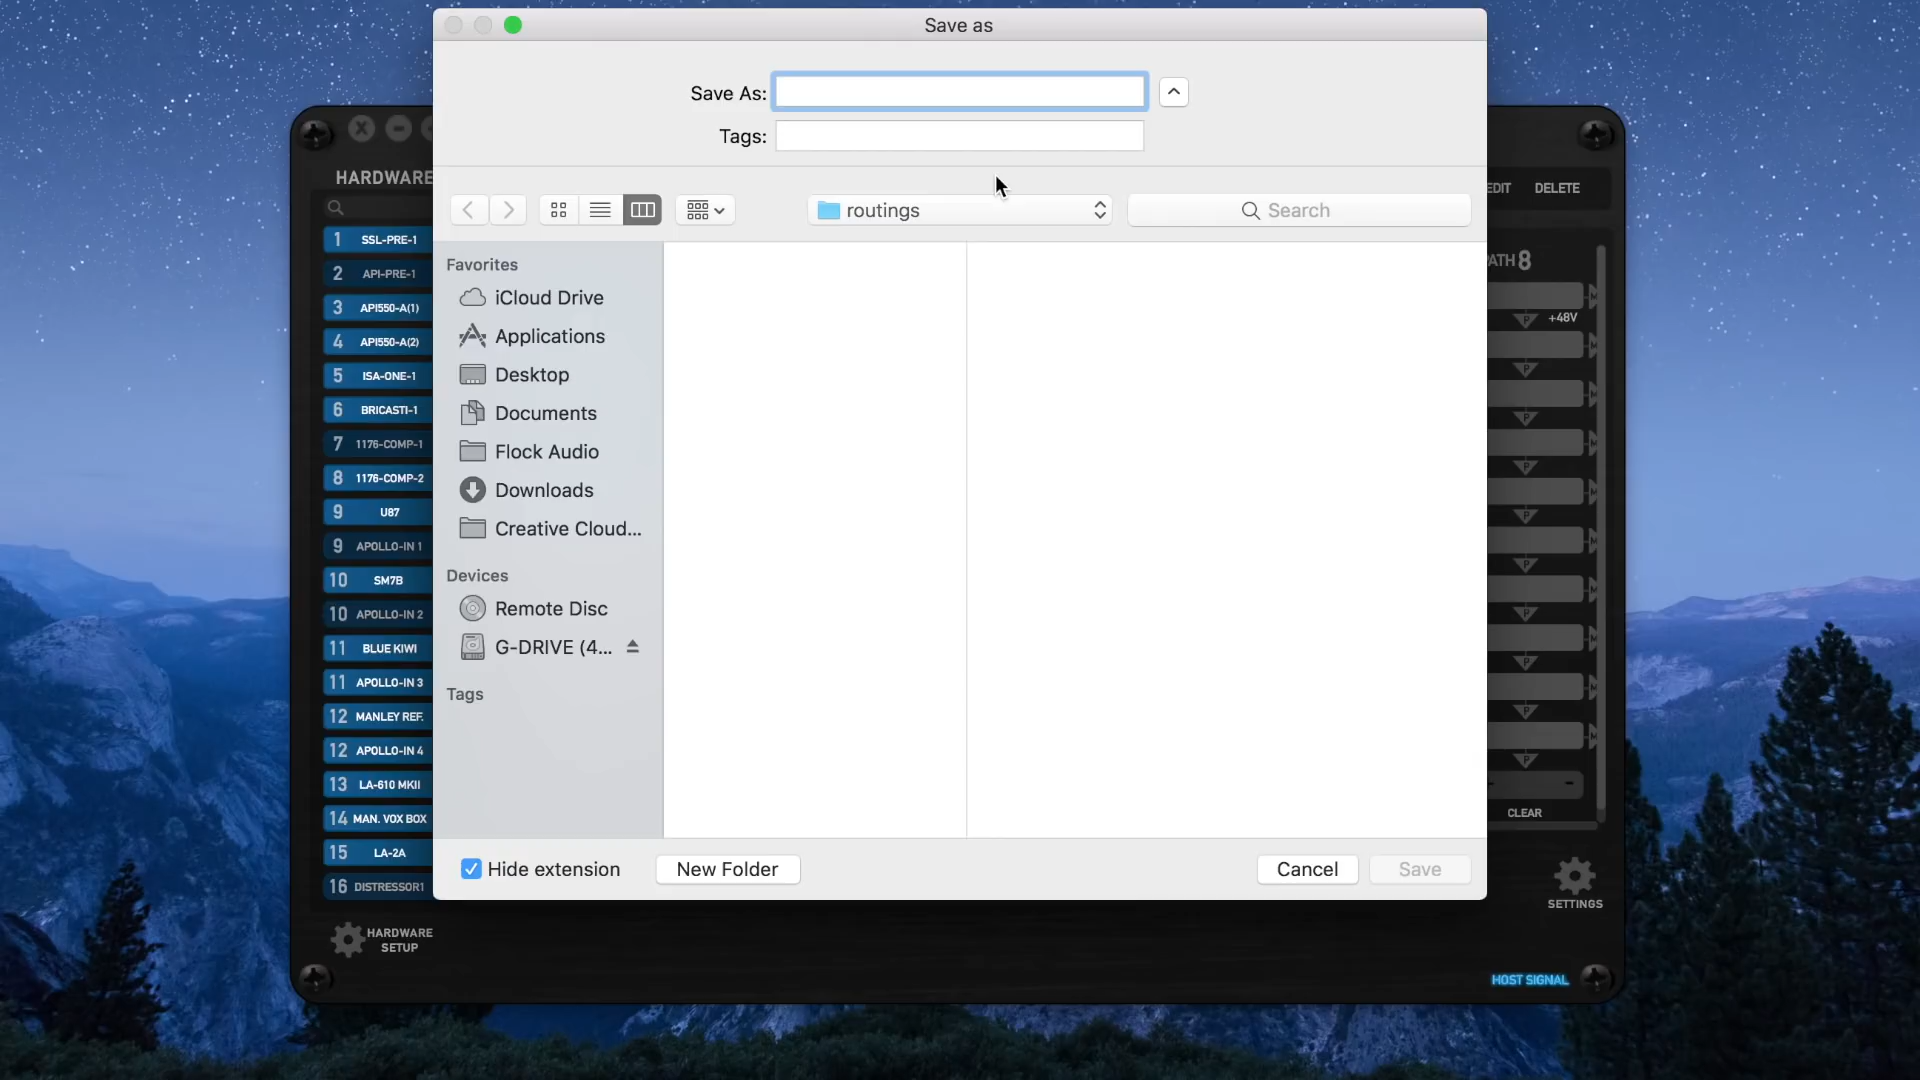 Save as
Save As:
Tags:
routings
Search
Favorites
iCloud Drive
Applications
Desktop
Documents
Flock Audio
Downloads
Creative Cloud...
Devices
Remote Disc
G-DRIVE (4...
Tags
Hide extension
New Folder
Cancel
Save
HARDWARE
1 SSL-PRE-1
2 API-PRE-1
3 API550-A(1)
4 API550-A(2)
5 ISA-ONE-1
6 BRICASTI-1
7 1176-COMP-1
8 1176-COMP-2
9 U87
9 APOLLO-IN 1
10 SM7B
10 APOLLO-IN 2
11 BLUE KIWI
11 APOLLO-IN 3
12 MANLEY REF.
12 APOLLO-IN 4
13 LA-610 MKII
14 MAN. VOX BOX
15 LA-2A
16 DISTRESSOR1
HARDWARE
SETUP
EDIT DELETE
ATH 8
+48V
P
P
P
P
P
P
P
P
P
P
CLEAR
SETTINGS
HOST SIGNAL